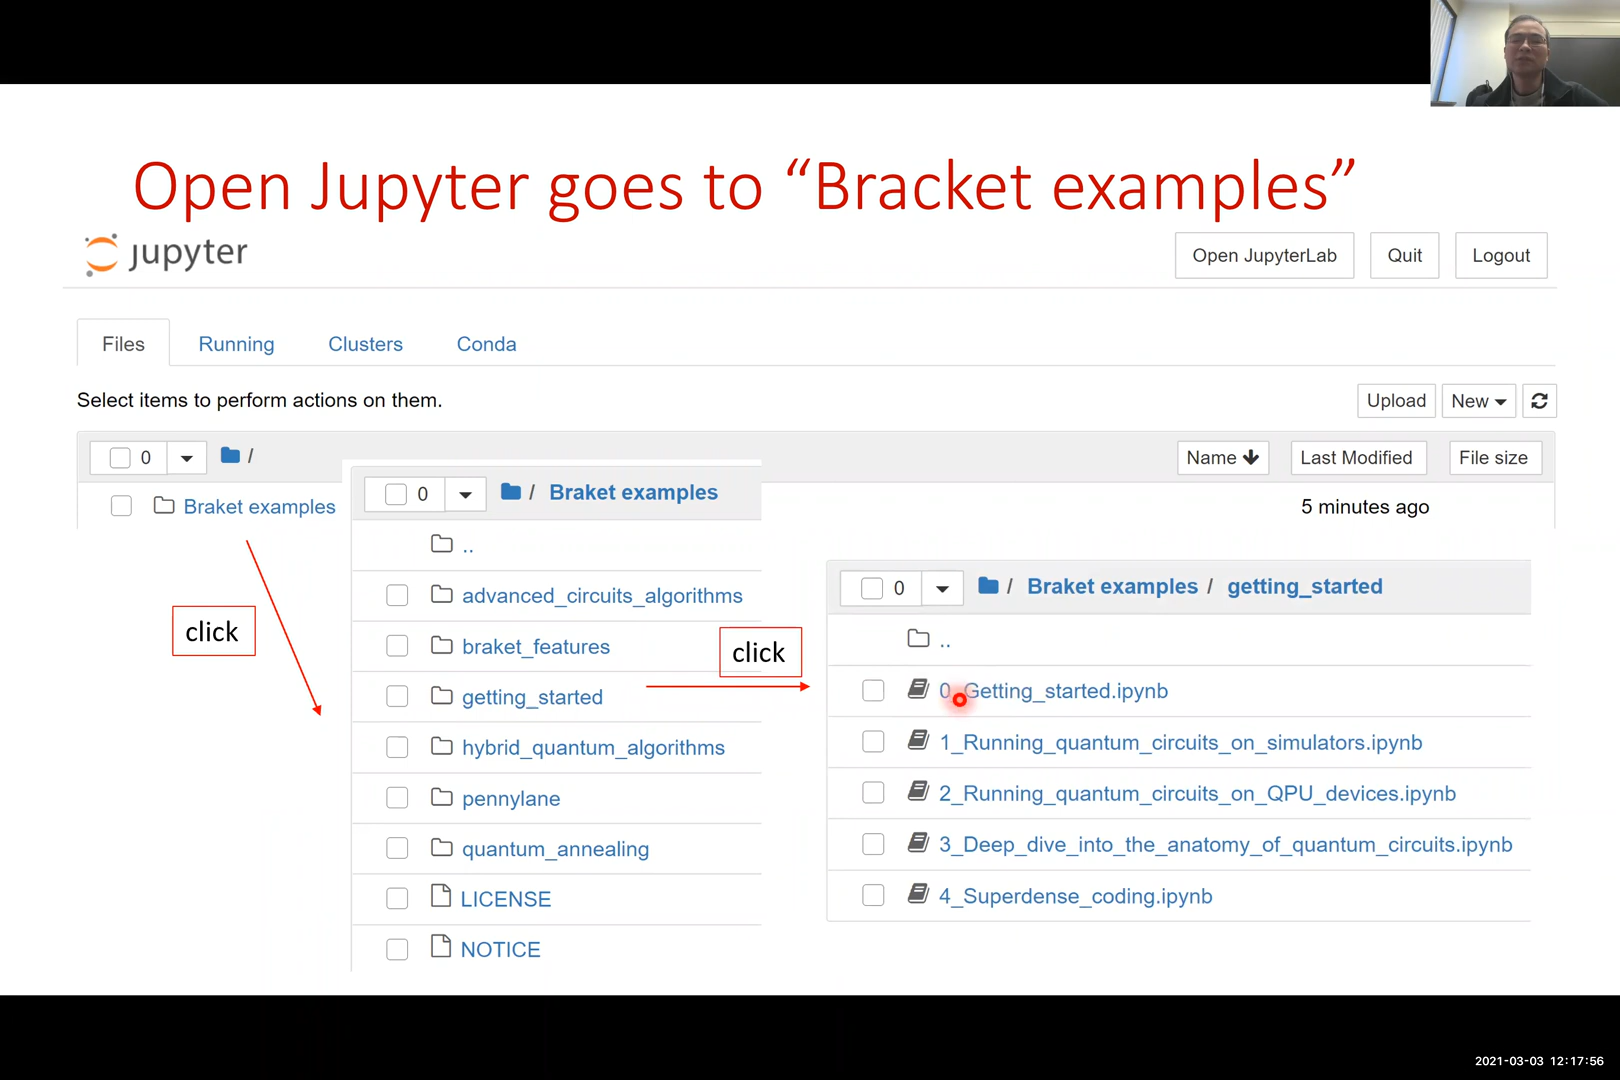 Open Jupyter goes to “Bracket examples”
jupyter
Open JupyterLab
Quit
Logout
Files
Running
Clusters
Conda
Select items to perform actions on them.
Upload
New
0
/
Name
Last Modified
File size
Braket examples
5 minutes ago
click
0
/ Braket examples
..
advanced_circuits_algorithms
braket_features
getting_started
hybrid_quantum_algorithms
pennylane
quantum_annealing
LICENSE
NOTICE
click
0
/ Braket examples / getting_started
..
0_Getting_started.ipynb
1_Running_quantum_circuits_on_simulators.ipynb
2_Running_quantum_circuits_on_QPU_devices.ipynb
3_Deep_dive_into_the_anatomy_of_quantum_circuits.ipynb
4_Superdense_coding.ipynb
2021-03-03 12:17:56